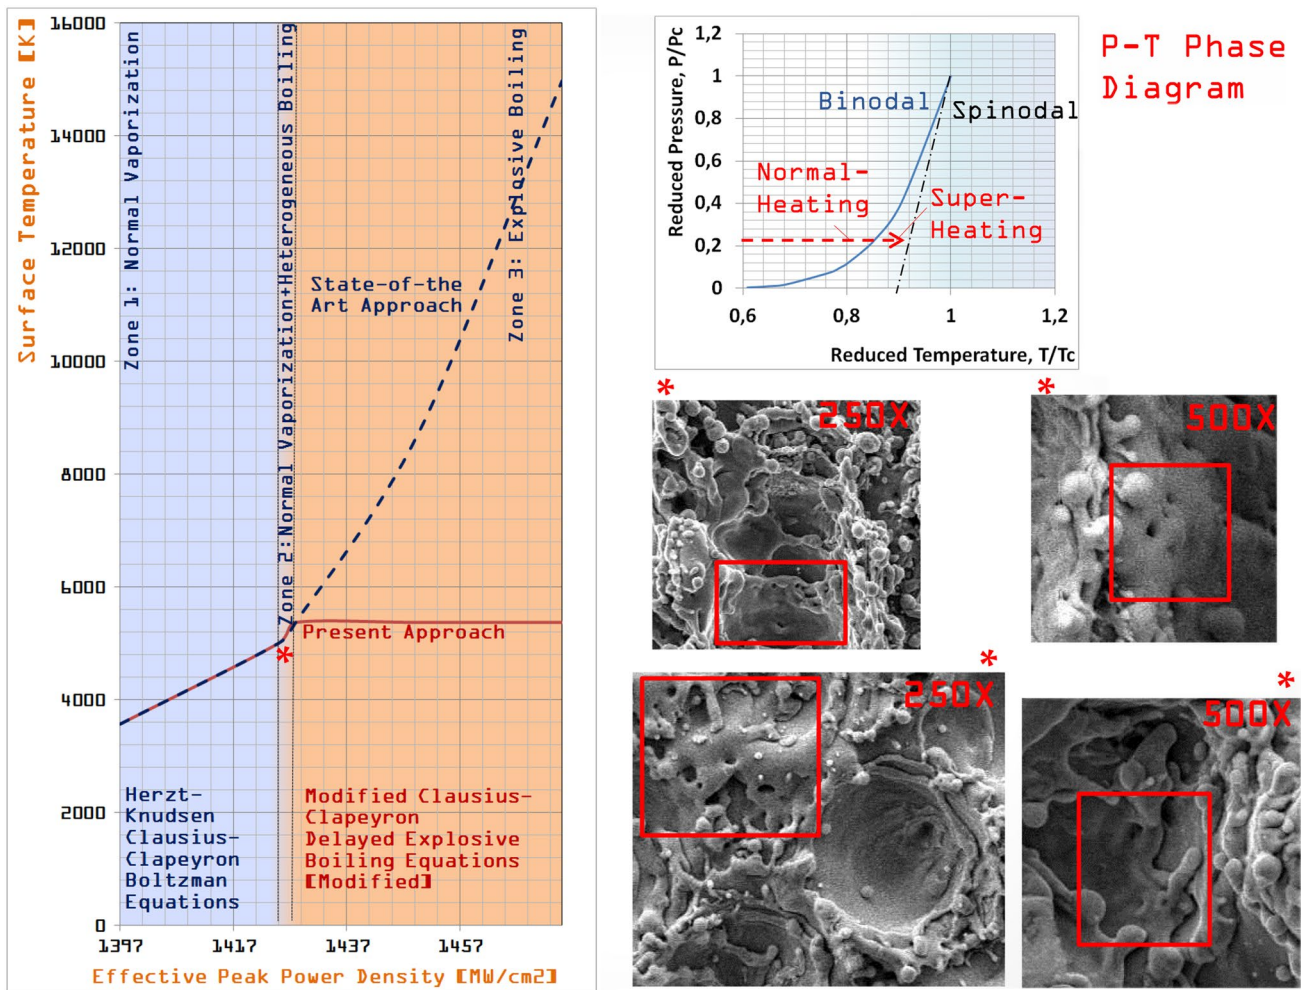 Surface Temperature [K]
16000
14000
12000
10000
8000
6000
4000
2000
0
Zone 1: Normal Vaporization
Zone 2:Normal Vaporization+Heterogeneous Boiling
Zone 3: Explosive Boiling
State-of-the
Art Approach
Present Approach
*
Herzt-
Knudsen
Clausius-
Clapeyron
Boltzman
Equations
Modified Clausius-
Clapeyron
Delayed Explosive
Boiling Equations
[Modified]
1397
1417
1437
1457
Effective Peak Power Density [MW/cm2]
Reduced Pressure, P/Pc
1,2
1
0,8
0,6
0,4
0,2
0
Binodal
Spinodal
Normal-
Heating
Super-
Heating
0,6
0,8
1
1,2
Reduced Temperature, T/Tc
P-T Phase
Diagram
*
250X
*
500X
*
250X
*
500X